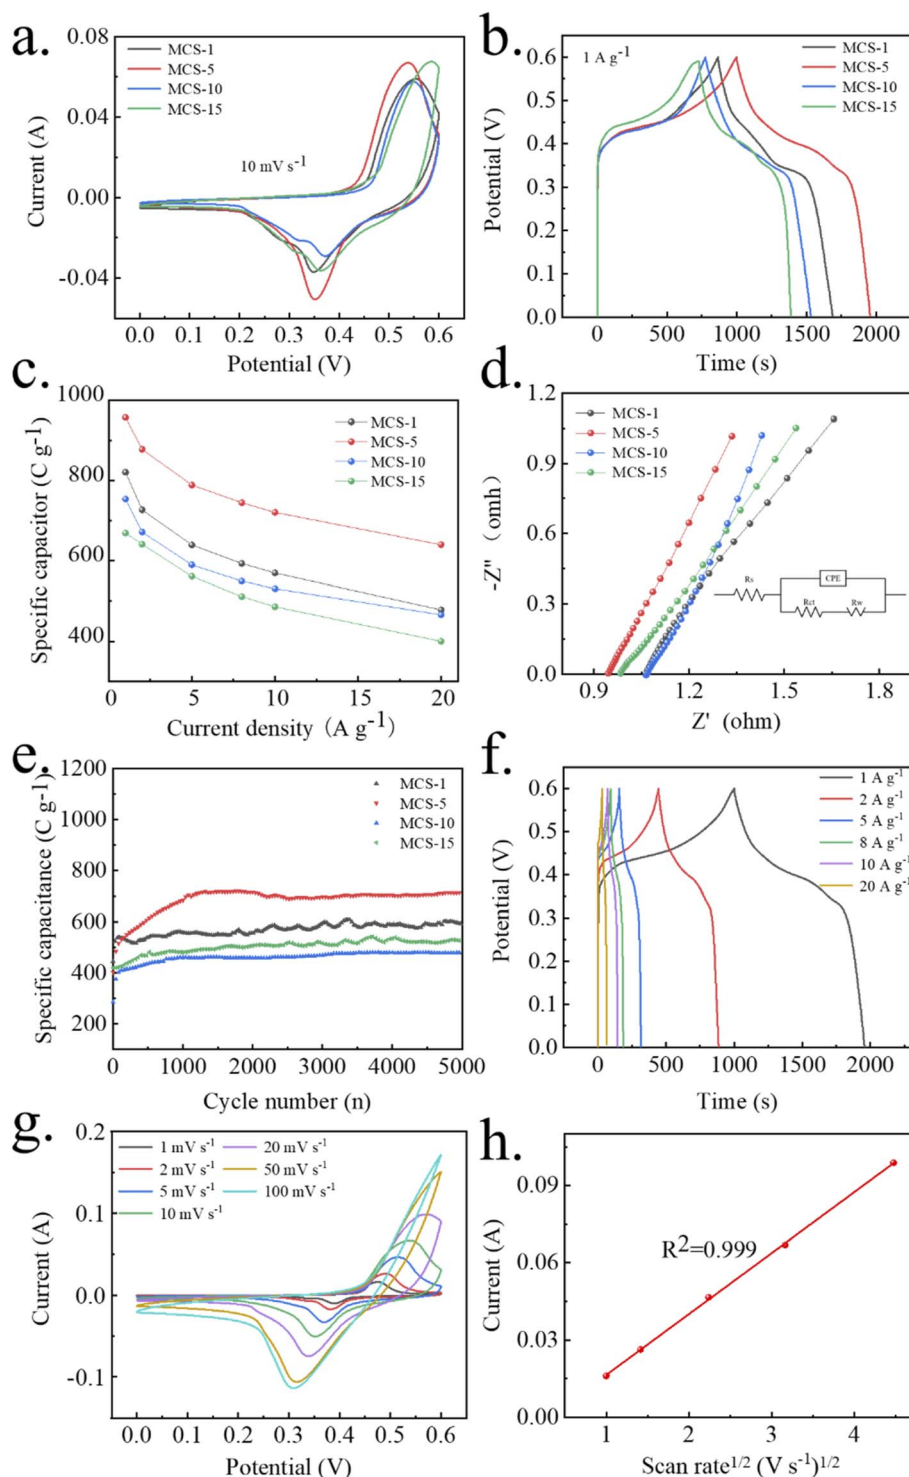 a.
0.08
0.04
0.00
-0.04
Current (A)
MCS-1
MCS-5
MCS-10
MCS-15
10 mV s-1
0.0 0.1 0.2 0.3 0.4 0.5 0.6
Potential (V)
b.
0.6
0.5
0.4
0.3
0.2
0.1
0.0
Potential (V)
1 A g-1
MCS-1
MCS-5
MCS-10
MCS-15
0 500 1000 1500 2000
Time (s)
c.
1000
800
600
400
Specific capacitor (C g-1)
MCS-1
MCS-5
MCS-10
MCS-15
0 5 10 15 20
Current density (A g-1)
d.
1.2
0.9
0.6
0.3
0.0
-Z'' (omh)
MCS-1
MCS-5
MCS-10
MCS-15
Rs
CPE
Rct
Rw
0.9 1.2 1.5 1.8
Z' (ohm)
e.
1200
1000
800
600
400
200
Specific capacitance (C g-1)
MCS-1
MCS-5
MCS-10
MCS-15
0 1000 2000 3000 4000 5000
Cycle number (n)
f.
0.6
0.5
0.4
0.3
0.2
0.1
0.0
Potential (V)
1 A g-1
2 A g-1
5 A g-1
8 A g-1
10 A g-1
20 A g-1
0 500 1000 1500 2000
Time (s)
g.
0.2
0.1
0.0
-0.1
Current (A)
1 mV s-1 20 mV s-1
2 mV s-1 50 mV s-1
5 mV s-1 100 mV s-1
10 mV s-1
0.0 0.1 0.2 0.3 0.4 0.5 0.6
Potential (V)
h.
0.09
0.06
0.03
0.00
Current (A)
R2=0.999
1 2 3 4
Scan rate1/2 (V s-1)1/2